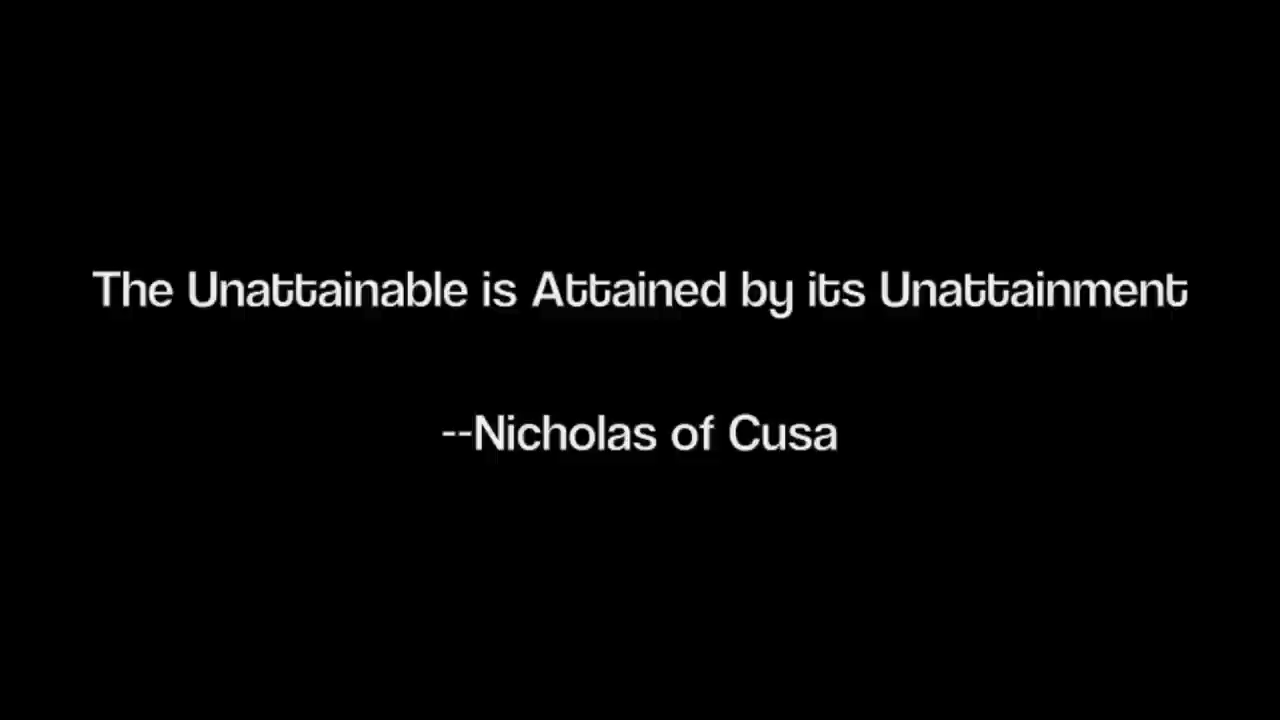 The Unattainable is Attained by its Unattainment
--Nicholas of Cusa